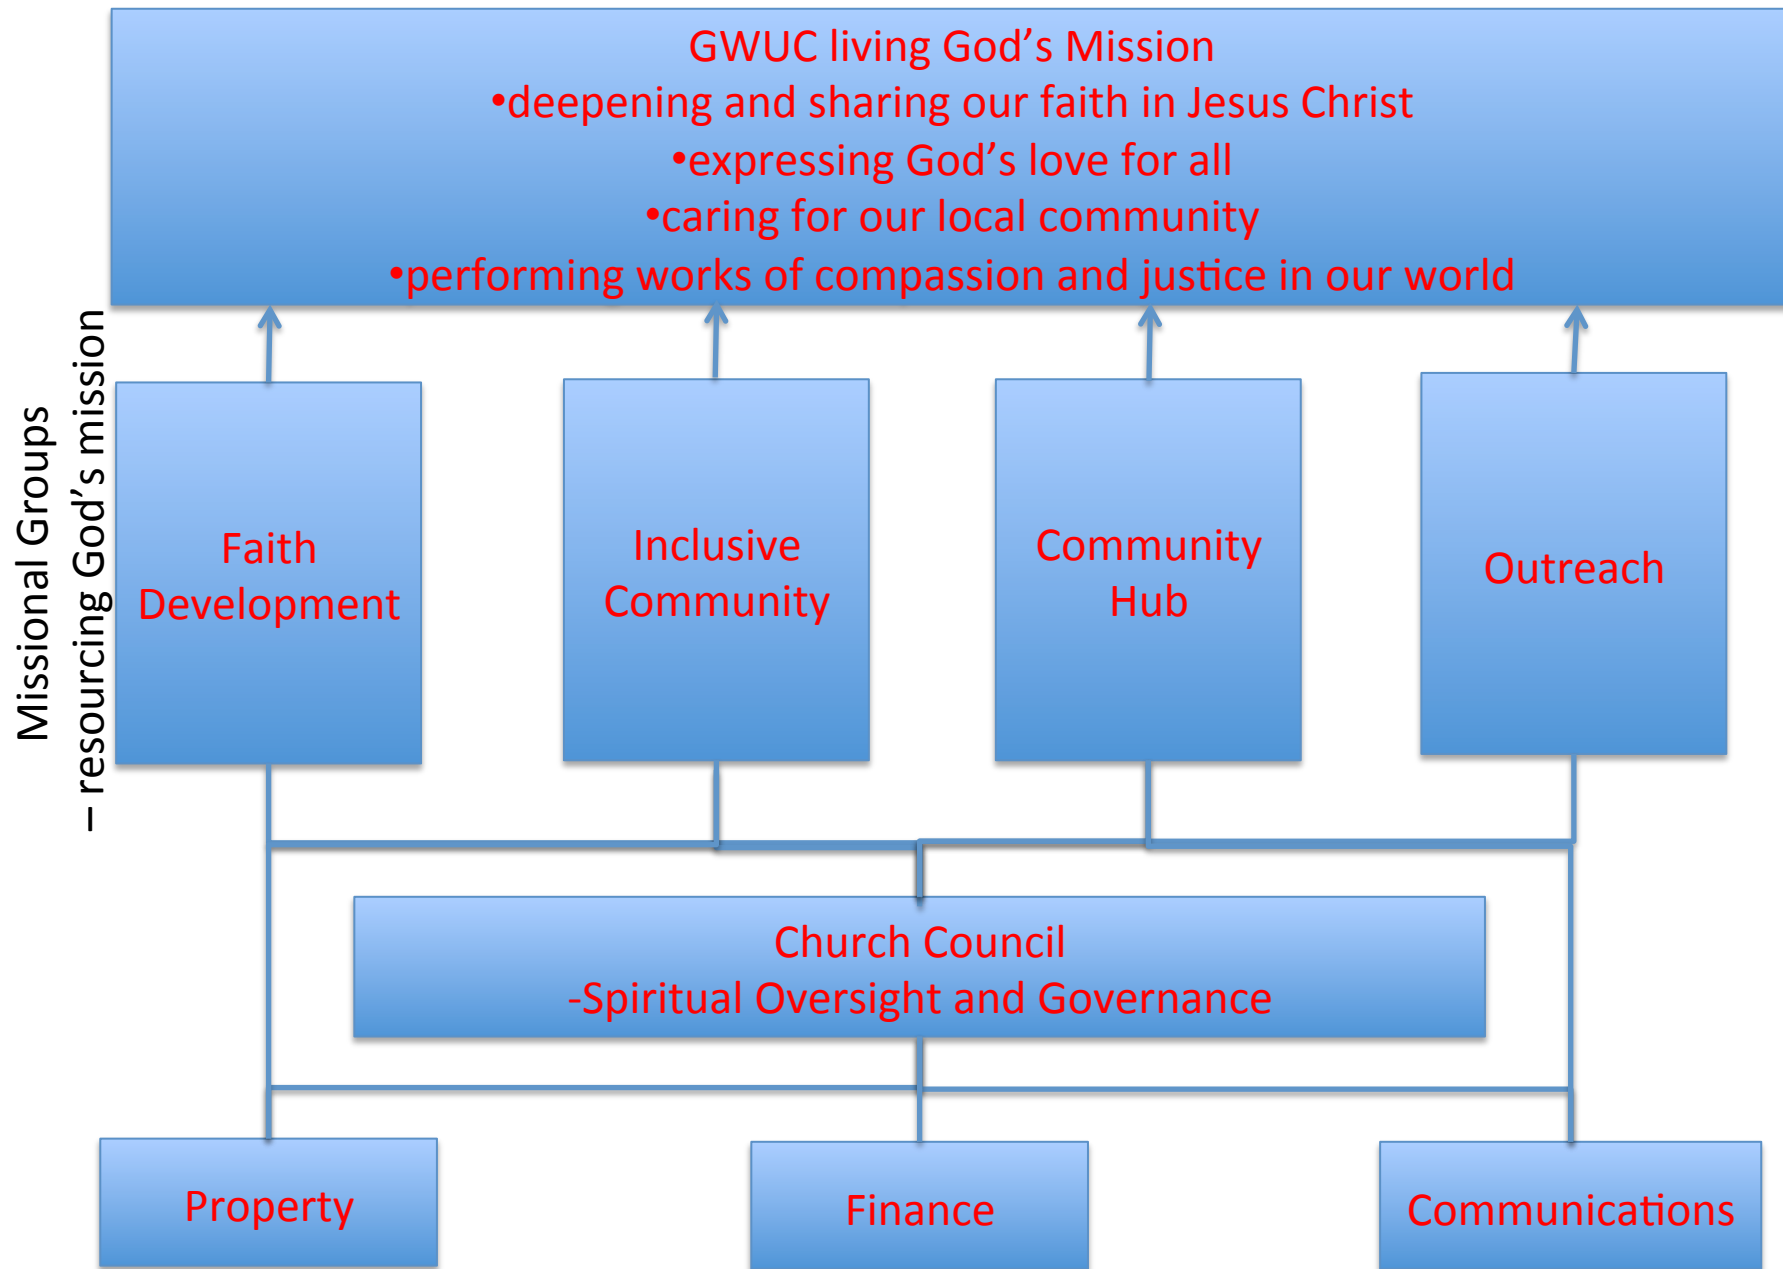 GWUC living God’s Mission
•deepening and sharing our faith in Jesus Christ
•expressing God’s love for all
•caring for our local community
•performing works of compassion and justice in our world
Missional Groups
– resourcing God’s mission
Faith
Development
Inclusive
Community
Community
Hub
Outreach
Church Council
-Spiritual Oversight and Governance
Property
Finance
Communications